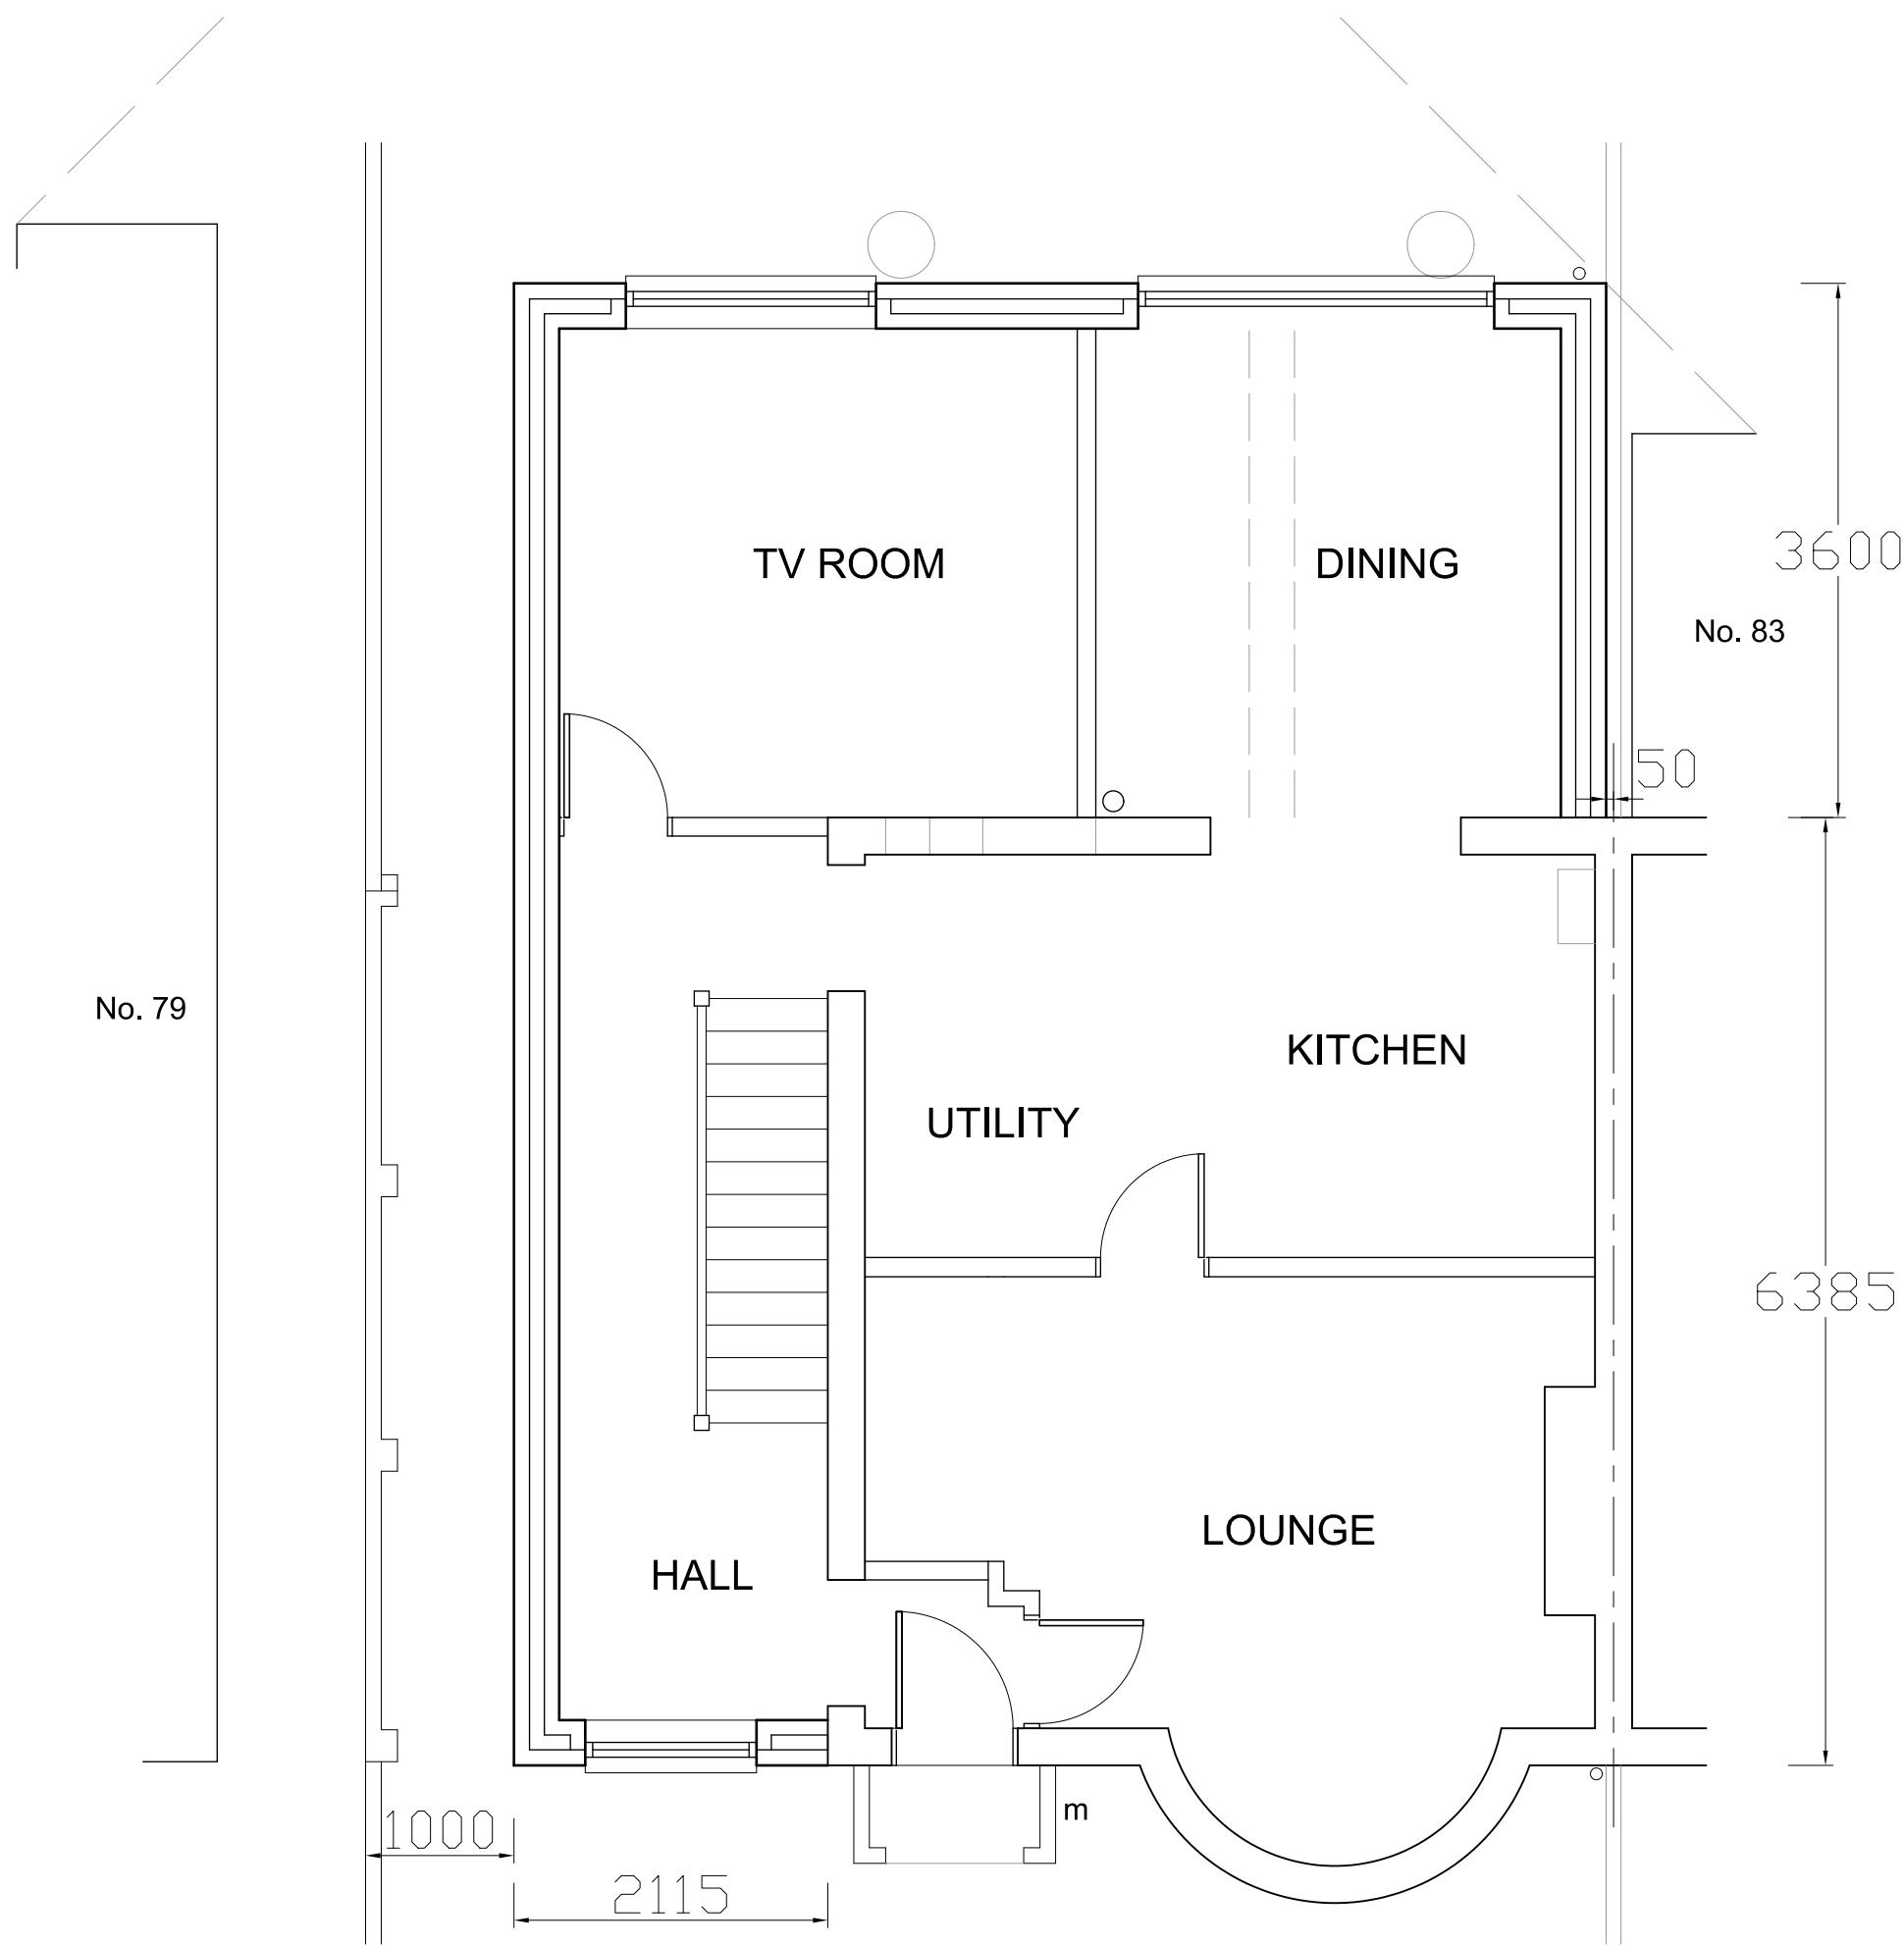 TV ROOM
DINING
3600
No. 83
50
No. 79
KITCHEN
UTILITY
6385
LOUNGE
HALL
m
1000
2115